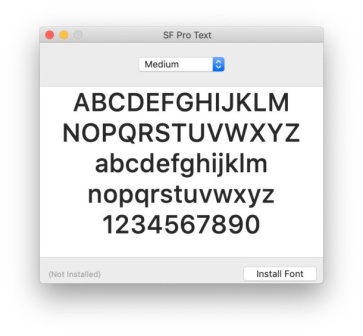 SF Pro Text
Medium
ABCDEFGHIJKLM
NOPQRSTUVWXYZ
abcdefghijklm
nopqrstuvwxyz
1234567890
(Not Installed)
Install Font